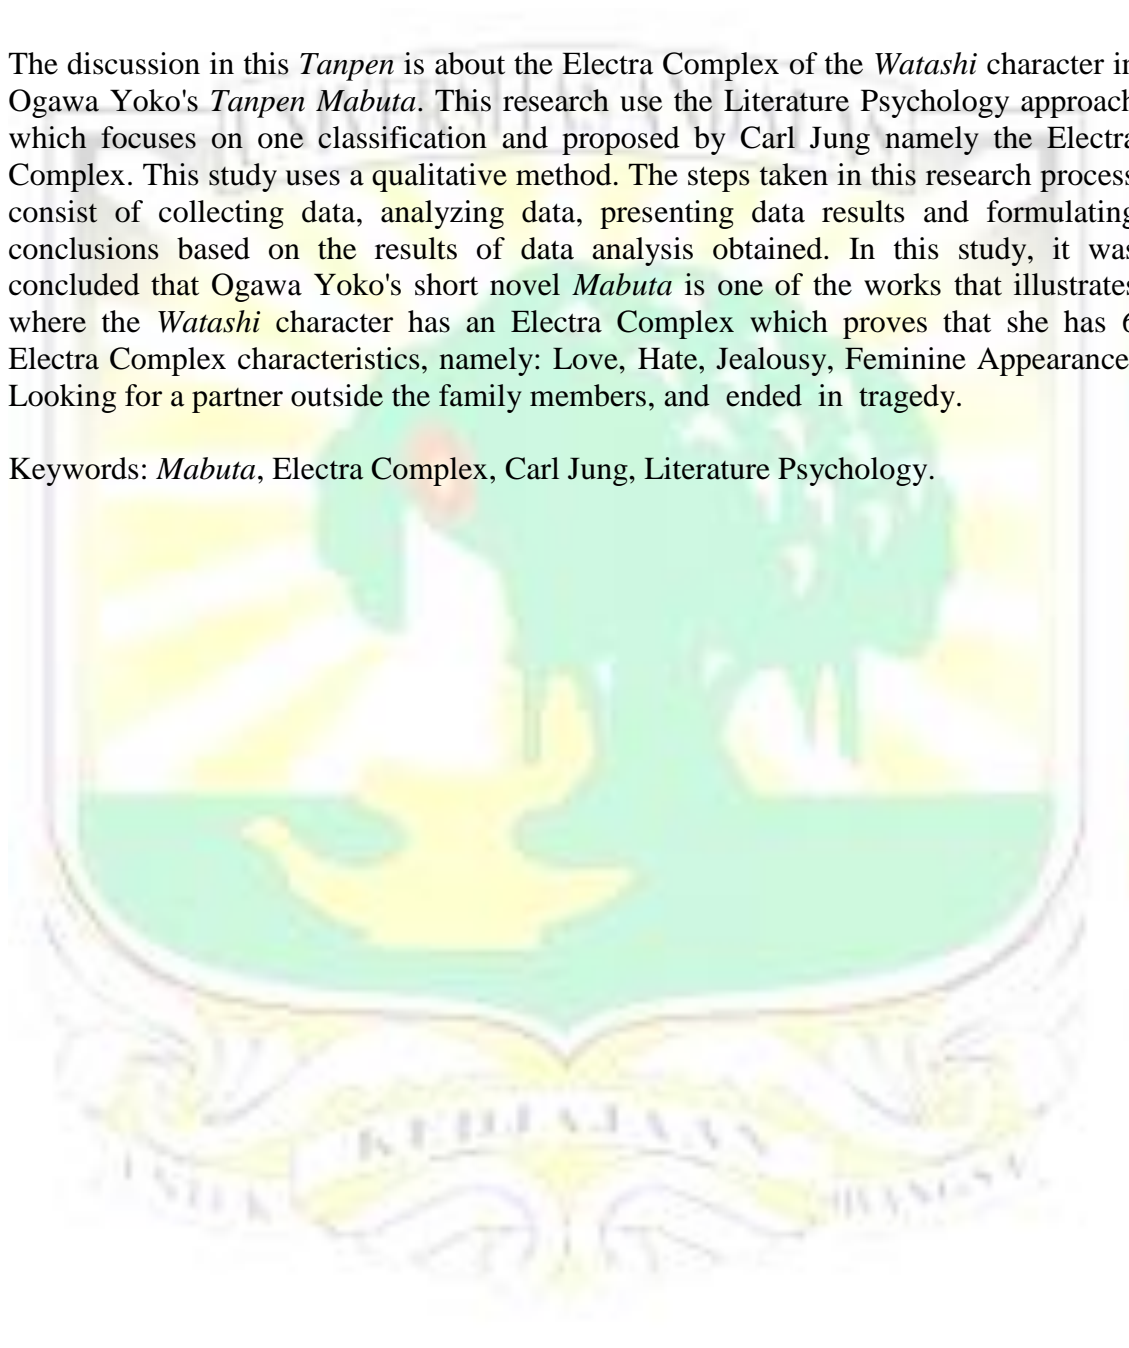 The discussion in this Tanpen is about the Electra Complex of the Watashi character in
Ogawa Yoko's Tanpen Mabuta. This research use the Literature Psychology approach
which focuses on one classification and proposed by Carl Jung namely the Electra
Complex. This study uses a qualitative method. The steps taken in this research process
consist of collecting data, analyzing data, presenting data results and formulating
conclusions based on the results of data analysis obtained. In this study, it was
concluded that Ogawa Yoko's short novel Mabuta is one of the works that illustrates
where the Watashi character has an Electra Complex which proves that she has 6
Electra Complex characteristics, namely: Love, Hate, Jealousy, Feminine Appearance
Looking for a partner outside the family members, and ended in tragedy.
Keywords: Mabuta, Electra Complex, Carl Jung, Literature Psychology.
KEDJAJAAN
UNTUK
BANGSA